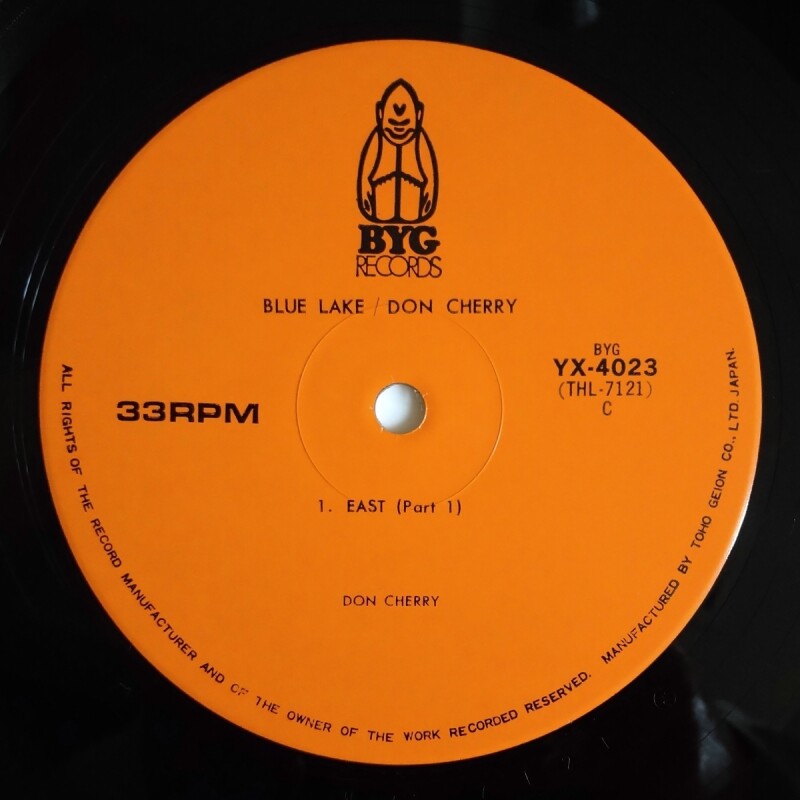 BYG
RECORDS
BLUE LAKE / DON CHERRY
BYG
YX-4023
(THL-7121)
C
33RPM
1. EAST (Part 1)
DON CHERRY
ALL RIGHTS OF THE RECORD MANUFACTURER AND OF THE OWNER OF THE WORK RECORDED RESERVED. MANUFACTURED BY TOHO GEION CO., LTD. JAPAN.